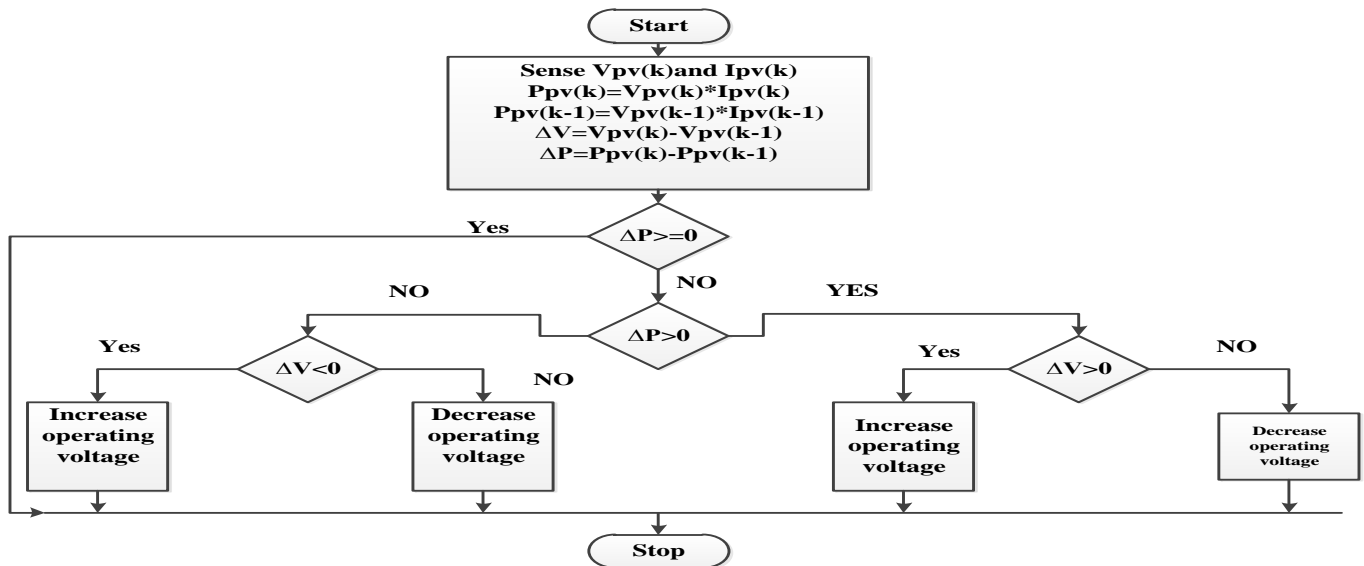 Start
Sense Vpv(k)and Ipv(k)
Ppv(k)=Vpv(k)*Ipv(k)
Ppv(k-1)=Vpv(k-1)*Ipv(k-1)
ΔV=Vpv(k)-Vpv(k-1)
ΔP=Ppv(k)-Ppv(k-1)
Yes
ΔP>=0
NO
NO
YES
ΔP>0
Yes
ΔV<0
NO
Yes
ΔV>0
NO
Increase
operating
voltage
Decrease
operating
voltage
Increase
operating
voltage
Decrease
operating
voltage
Stop